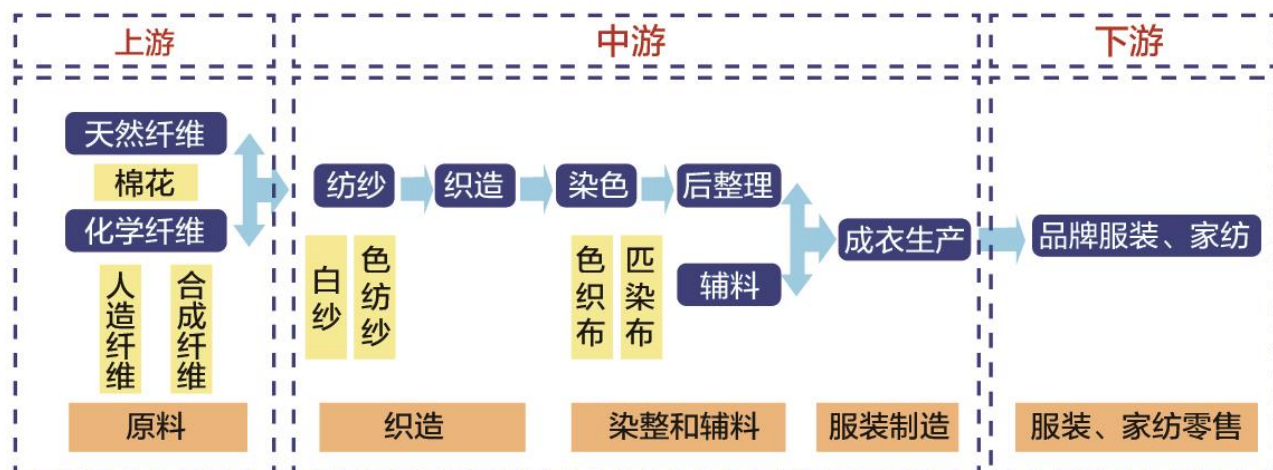 上游
中游
下游
天然纤维
棉花
化学纤维
人造纤维
合成纤维
原料
纺纱
织造
染色
后整理
白纱
色纺纱
色织布
匹染布
辅料
成衣生产
织造
染整和辅料
服装制造
品牌服装、家纺
服装、家纺零售